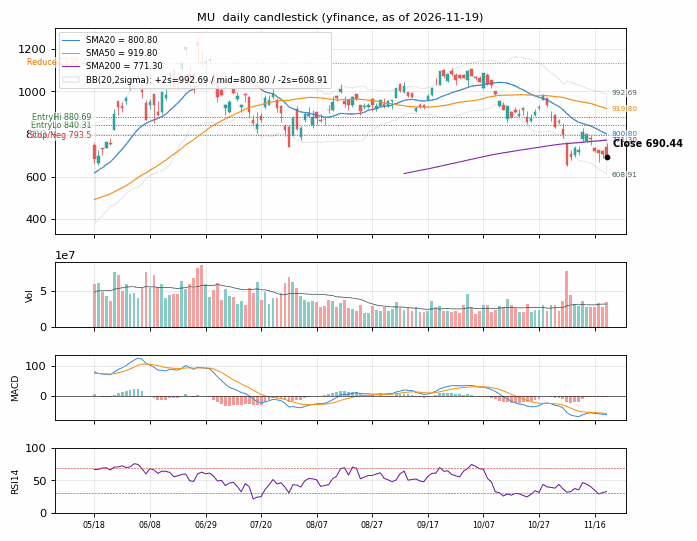 MU daily candlestick (yfinance, as of 2026-11-19)
SMA20 = 800.80
SMA50 = 919.80
SMA200 = 771.30
BB(20,2sigma): +2s=992.69 / mid=800.80 / -2s=608.91
1200
1000
600
400
Reduce
EntryHi 880.69
EntryLo 840.31
Stop/Neg 793.5
992.69
919.80
800.80
Close 690.44
608.91
1e7
Vol
5
0
MACD
100
0
RSI14
100
50
0
05/18 06/08 06/29 07/20 08/07 08/27 09/17 10/07 10/27 11/16